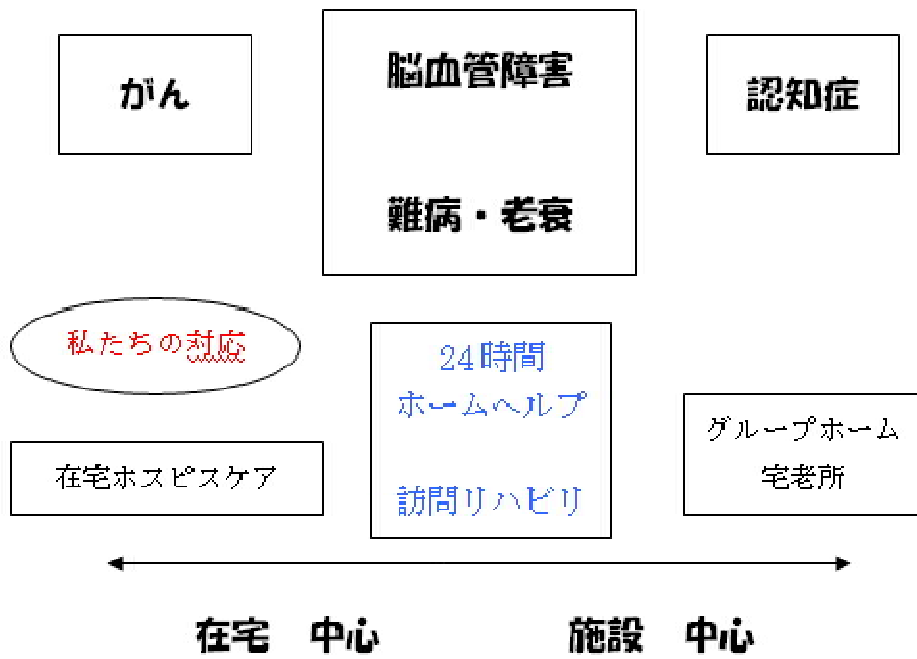 がん
脳血管障害
難病・老衰
認知症
私たちの対応
在宅ホスピスケア
24時間
ホームヘルプ
訪問リハビリ
グループホーム
宅老所
在宅　中心
施設　中心